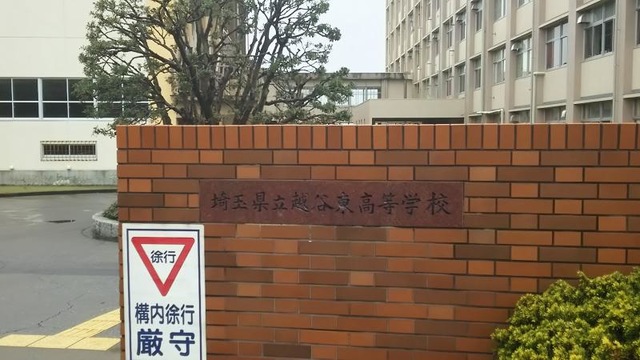 埼玉県立越谷東高等学校
徐行
構内徐行
厳守